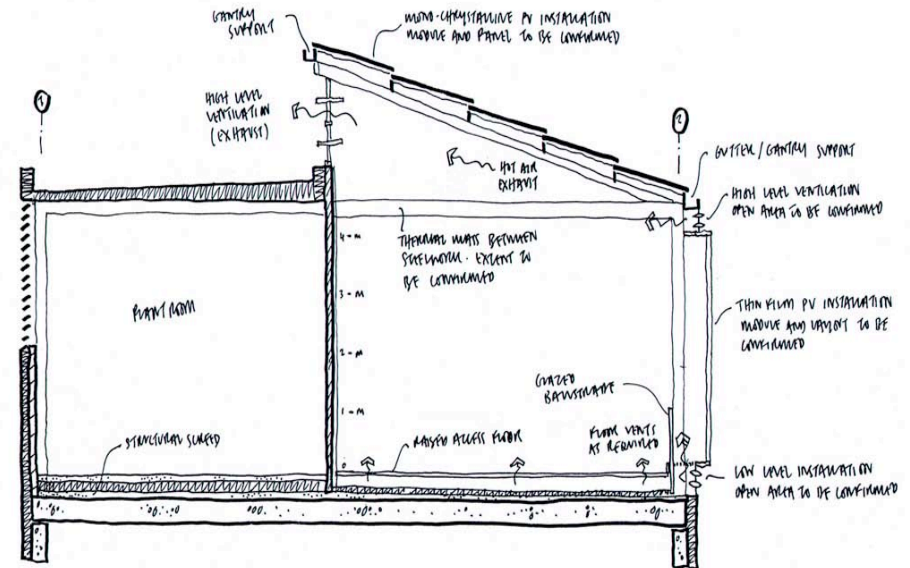 GANTRY
SUPPORT
MONO-CHRYSTALLINE PV INSTALLATION
MODULE AND PANEL TO BE CONFIRMED
HIGH LEVEL
VENTILATION
(EXHAUST)
1
2
HOT AIR
EXHAUST
GUTTER/GANTRY SUPPORT
HIGH LEVEL VENTILATION
OPEN AREA TO BE CONFIRMED
THERMAL MASS BETWEEN
STEELWORK. EXTENT TO
BE CONFIRMED
4-M
3-M
2-M
1-M
0
PLANT ROOM
THIN FILM PV INSTALLATION
MODULE AND LAYOUT TO BE
CONFIRMED
GLAZED
BALUSTRADE
STRUCTURAL SCREED
RAISED ACCESS FLOOR
FLOOR VENTS
AS REQUIRED
LOW LEVEL INSTALLATION
OPEN AREA TO BE CONFIRMED